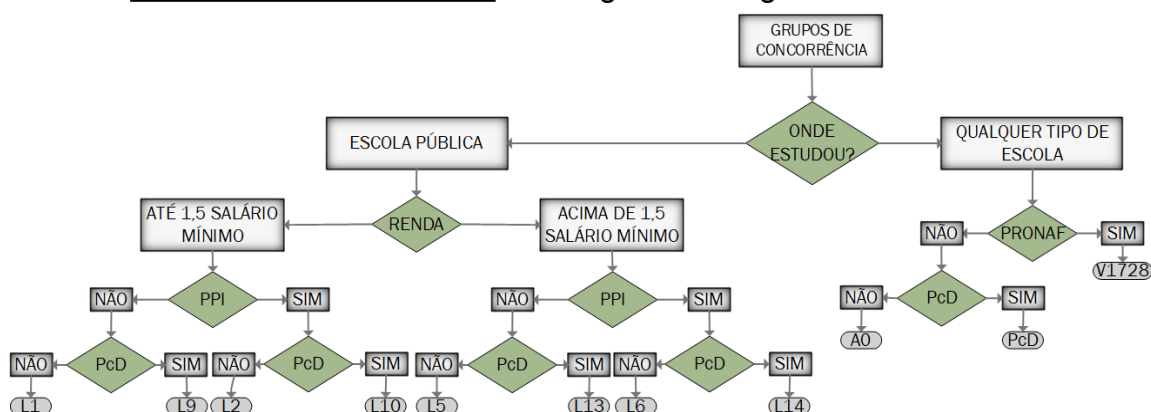 GRUPOS DE
CONCORRÊNCIA
ONDE
ESTUDOU?
ESCOLA PÚBLICA
QUALQUER TIPO DE
ESCOLA
ATÉ 1,5 SALÁRIO
MÍNIMO
RENDA
ACIMA DE 1,5
SALÁRIO MÍNIMO
NÃO
PRONAF
SIM
V1728
NÃO
PPI
SIM
NÃO
PPI
SIM
NÃO
PcD
SIM
A0
PcD
NÃO
PcD
SIM
NÃO
PcD
SIM
NÃO
PcD
SIM
NÃO
PcD
SIM
L1
L9
L2
L10
L5
L13
L6
L14